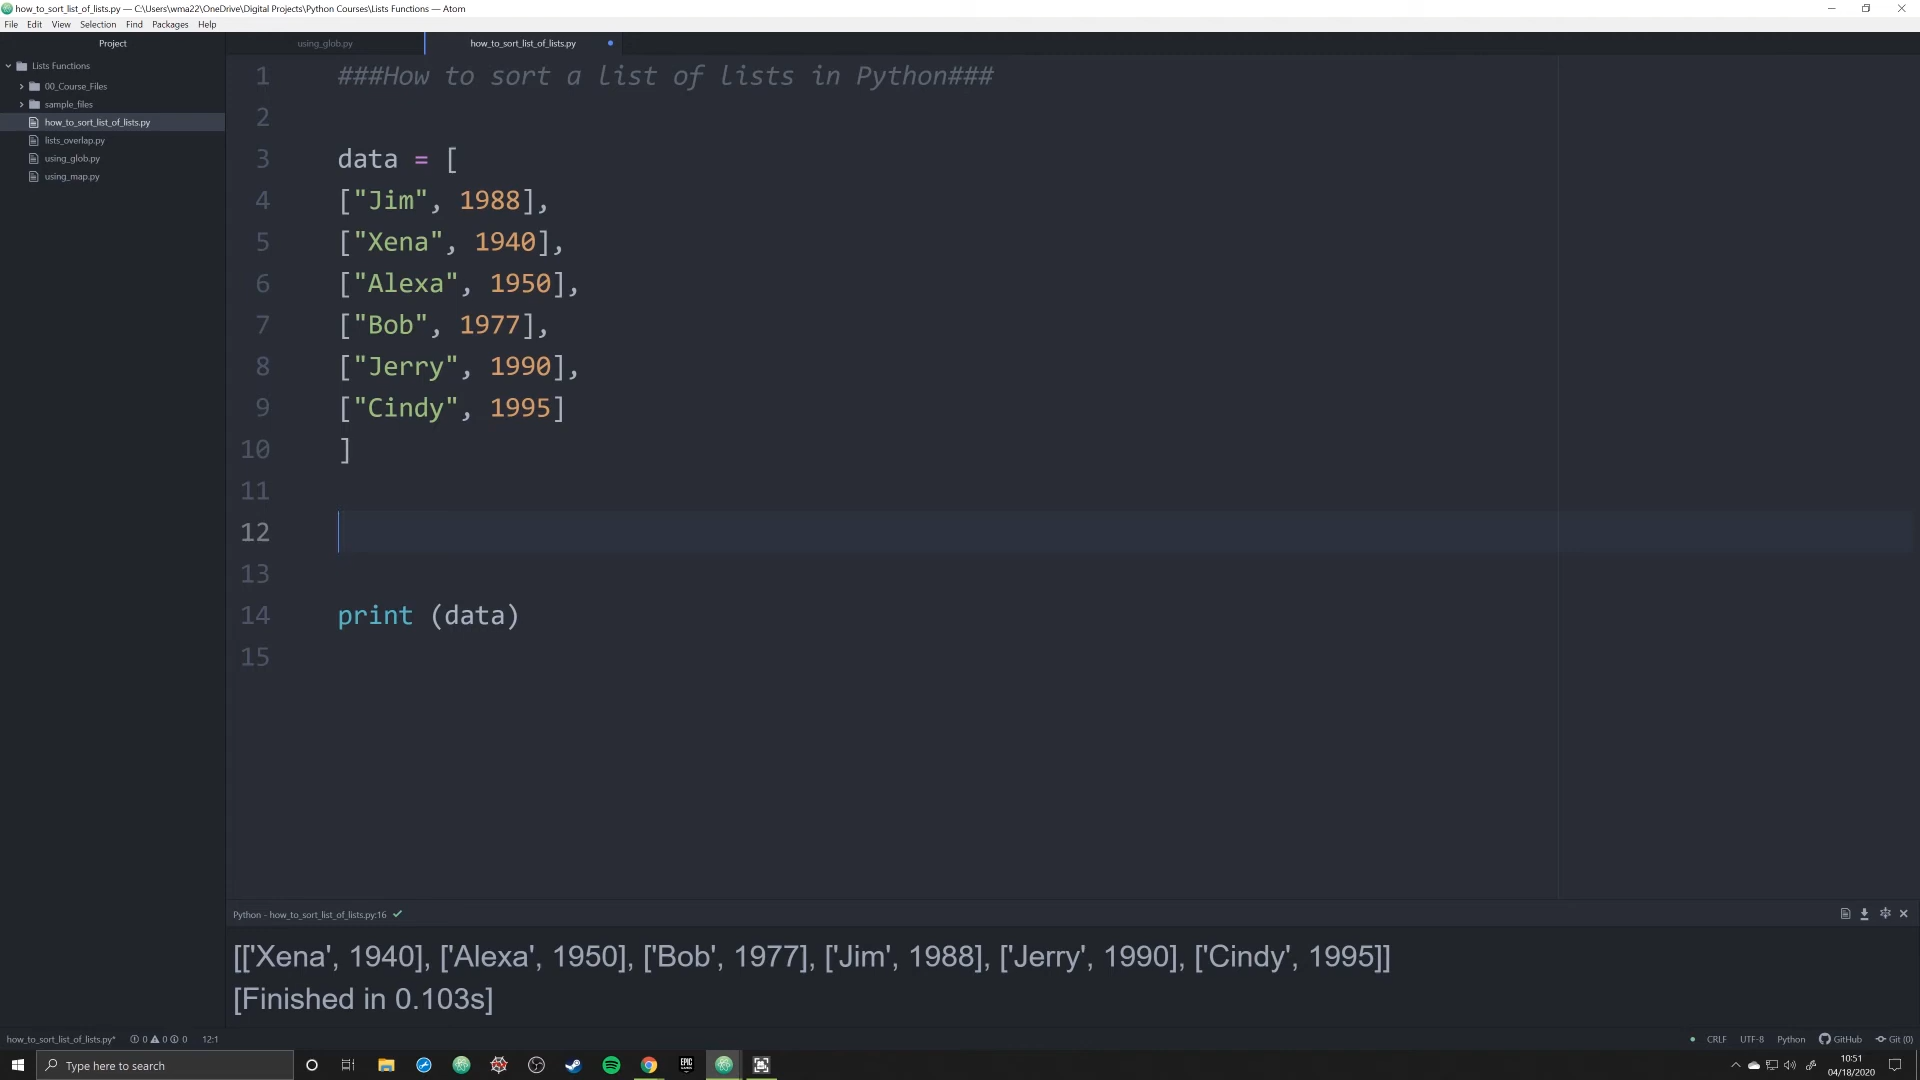 how_to_sort_list_of_lists.py — C:\Users\wma22\OneDrive\Digital Projects\Python Courses\Lists Functions — Atom
File Edit View Selection Find Packages Help
Project
using_glob.py
how_to_sort_list_of_lists.py
Lists Functions
00_Course_Files
sample_files
how_to_sort_list_of_lists.py
lists_overlap.py
using_glob.py
using_map.py
1 ###How to sort a list of lists in Python###
2
3 data = [
4 ["Jim", 1988],
5 ["Xena", 1940],
6 ["Alexa", 1950],
7 ["Bob", 1977],
8 ["Jerry", 1990],
9 ["Cindy", 1995]
10 ]
11
12
13
14 print (data)
15
Python - how_to_sort_list_of_lists.py:16
[['Xena', 1940], ['Alexa', 1950], ['Bob', 1977], ['Jim', 1988], ['Jerry', 1990], ['Cindy', 1995]]
[Finished in 0.103s]
how_to_sort_list_of_lists.py* 0 0 0 12:1
CRLF UTF-8 Python GitHub Git (0)
Type here to search
EPIC GAMES
10:51
04/18/2020